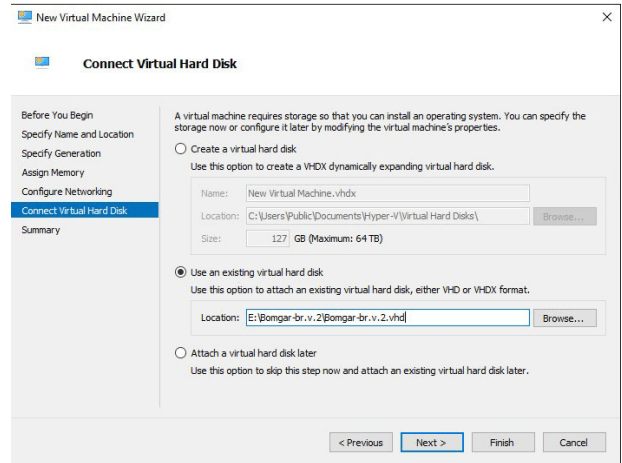 New Virtual Machine Wizard
Connect Virtual Hard Disk
Before You Begin
Specify Name and Location
Specify Generation
Assign Memory
Configure Networking
Connect Virtual Hard Disk
Summary
A virtual machine requires storage so that you can install an operating system. You can specify the
storage now or configure it later by modifying the virtual machine's properties.
Create a virtual hard disk
Use this option to create a VHDX dynamically expanding virtual hard disk.
Name: New Virtual Machine.vhdx
Location: C:\Users\Public\Documents\Hyper-V\Virtual Hard Disks\ Browse...
Size: 127 GB (Maximum: 64 TB)
Use an existing virtual hard disk
Use this option to attach an existing virtual hard disk, either VHD or VHDX format.
Location: E:\Bomgar-br.v.2\Bomgar-br.v.2.vhd Browse...
Attach a virtual hard disk later
Use this option to skip this step now and attach an existing virtual hard disk later.
< Previous Next > Finish Cancel